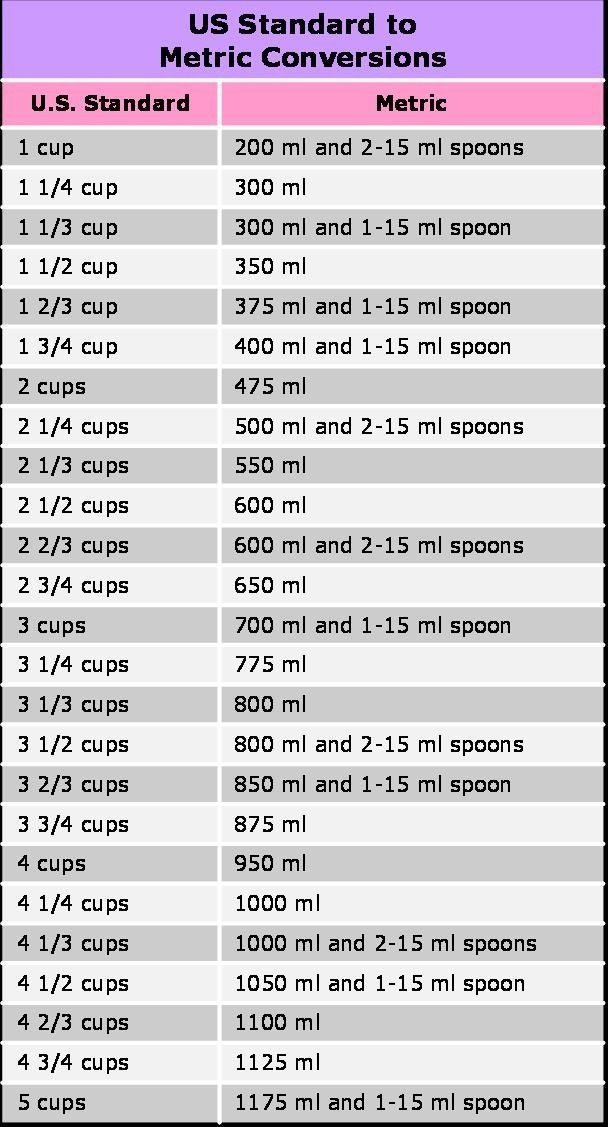 US Standard to
Metric Conversions
U.S. Standard Metric
1 cup 200 ml and 2-15 ml spoons
1 1/4 cup 300 ml
1 1/3 cup 300 ml and 1-15 ml spoon
1 1/2 cup 350 ml
1 2/3 cup 375 ml and 1-15 ml spoon
1 3/4 cup 400 ml and 1-15 ml spoon
2 cups 475 ml
2 1/4 cups 500 ml and 2-15 ml spoons
2 1/3 cups 550 ml
2 1/2 cups 600 ml
2 2/3 cups 600 ml and 2-15 ml spoons
2 3/4 cups 650 ml
3 cups 700 ml and 1-15 ml spoon
3 1/4 cups 775 ml
3 1/3 cups 800 ml
3 1/2 cups 800 ml and 2-15 ml spoons
3 2/3 cups 850 ml and 1-15 ml spoon
3 3/4 cups 875 ml
4 cups 950 ml
4 1/4 cups 1000 ml
4 1/3 cups 1000 ml and 2-15 ml spoons
4 1/2 cups 1050 ml and 1-15 ml spoon
4 2/3 cups 1100 ml
4 3/4 cups 1125 ml
5 cups 1175 ml and 1-15 ml spoon